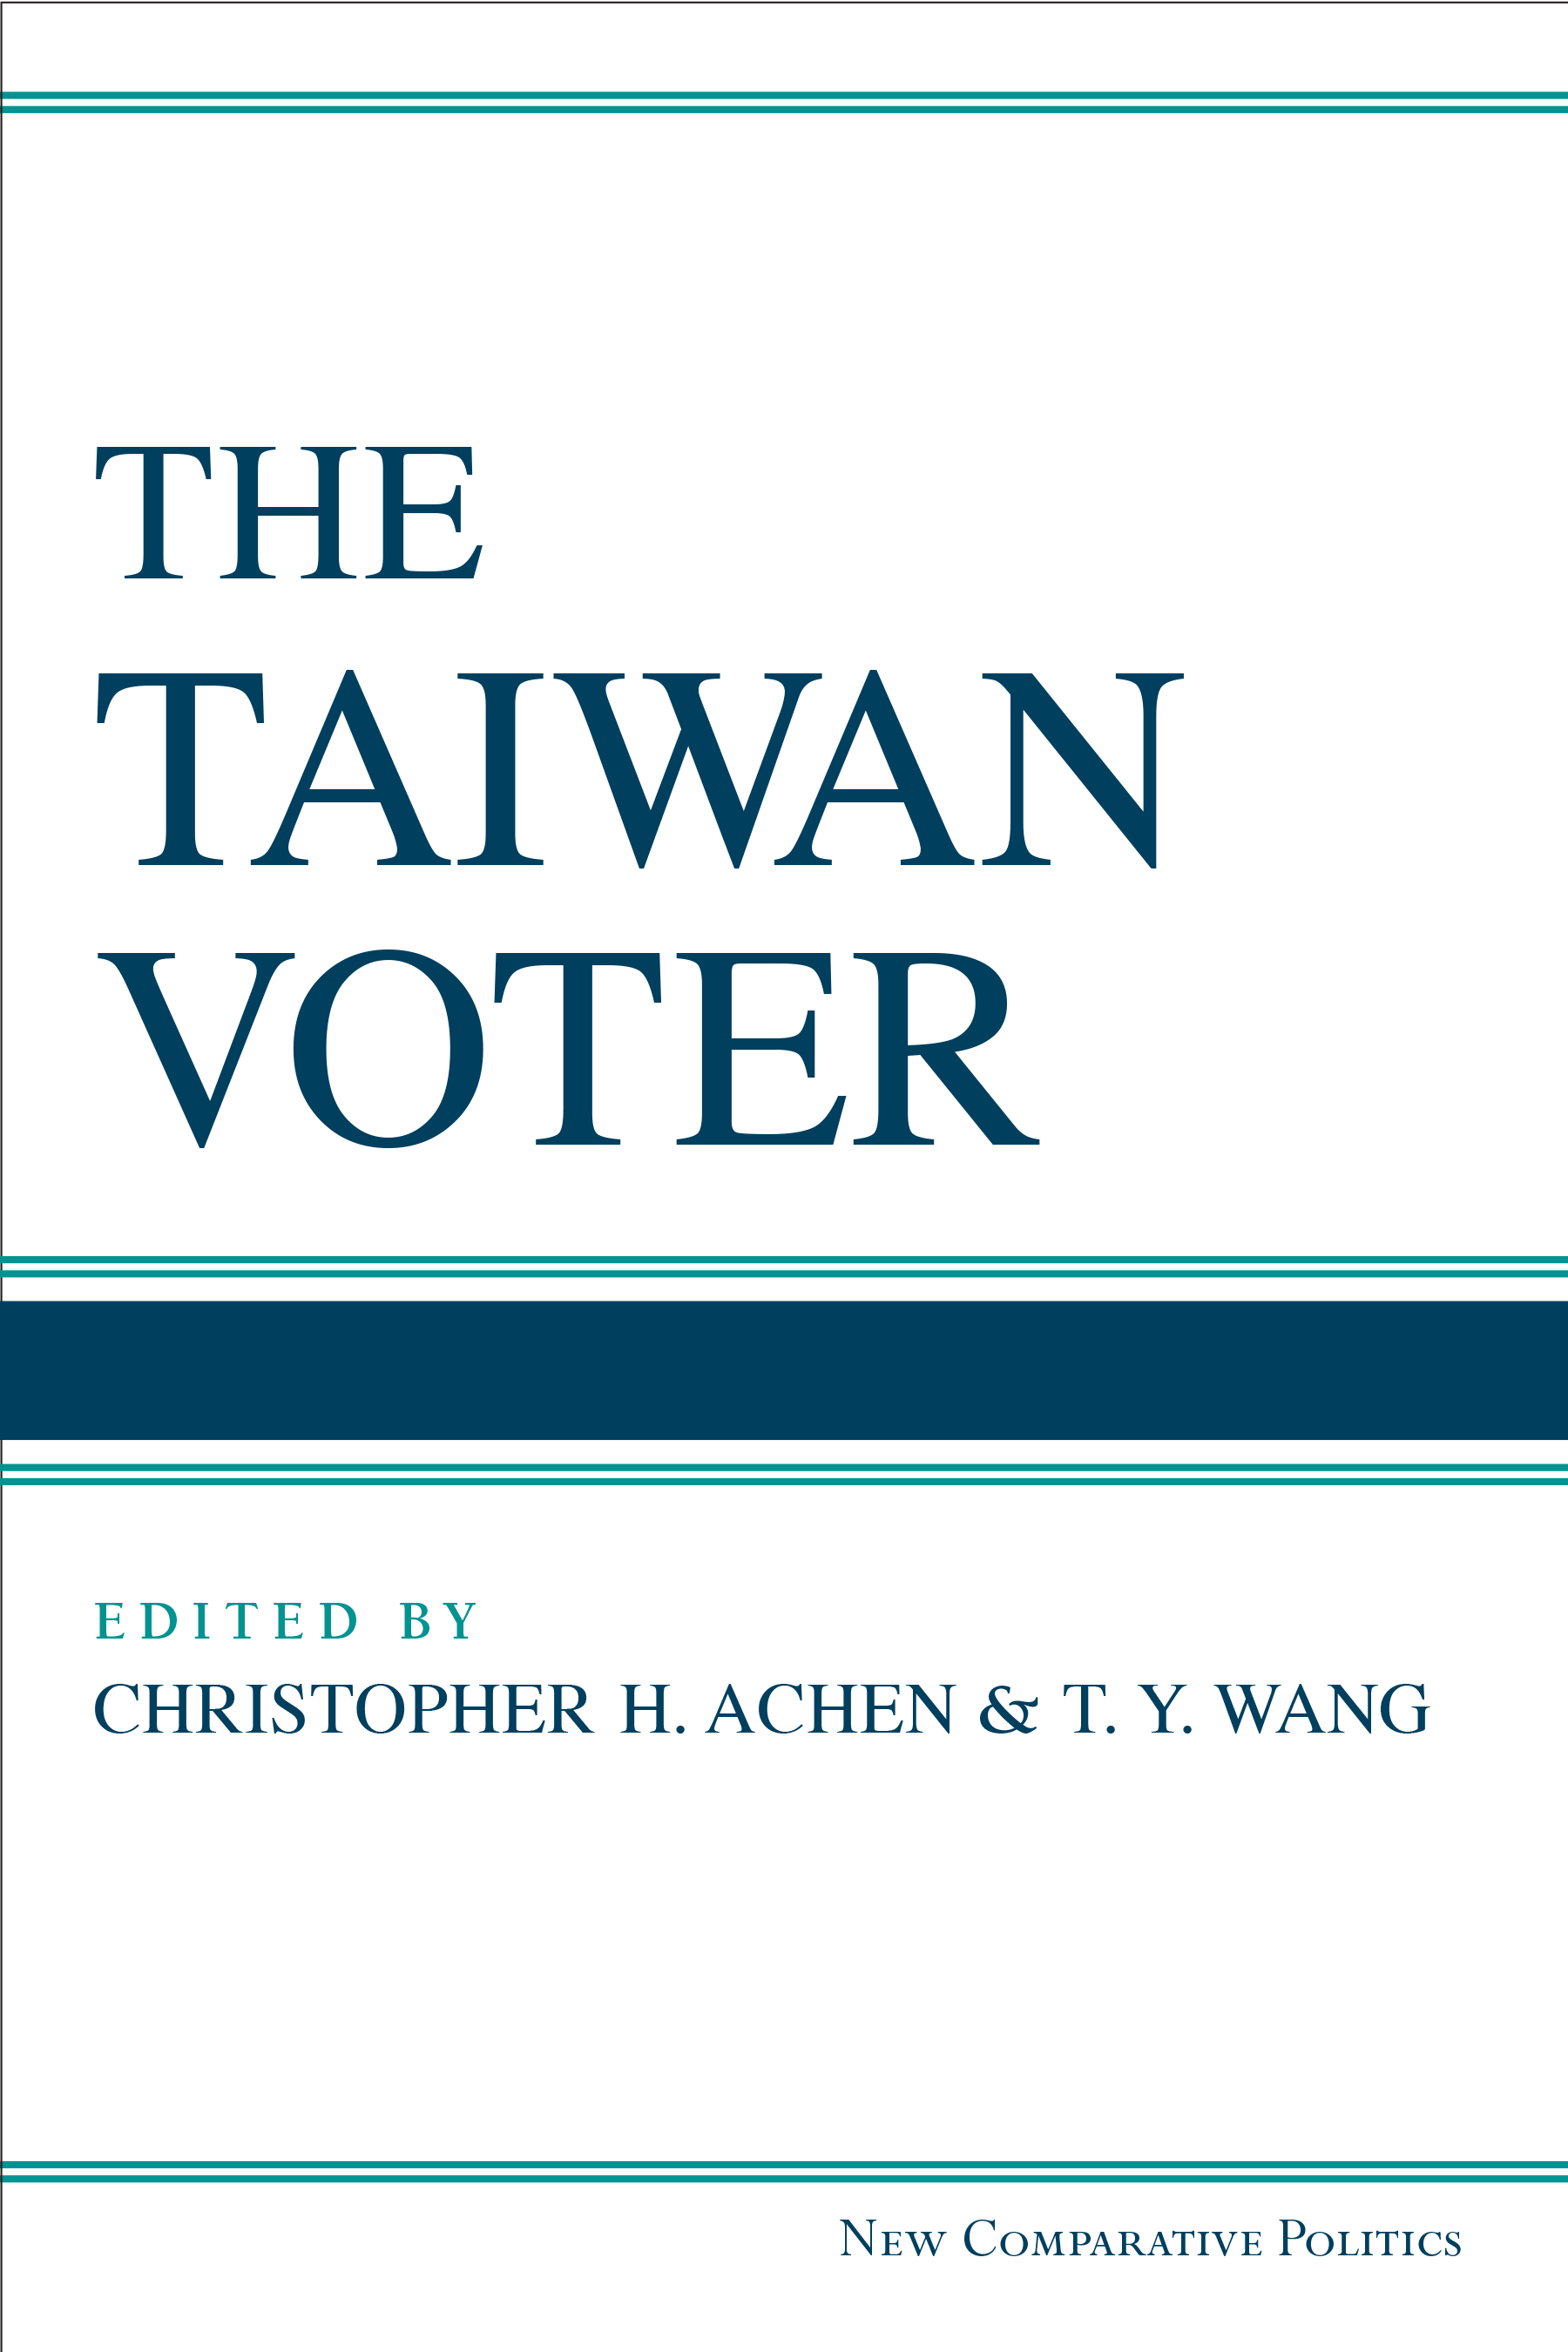 THE
TAIWAN
VOTER
EDITED BY
CHRISTOPHER H. ACHEN & T. Y. WANG
New Comparative Politics